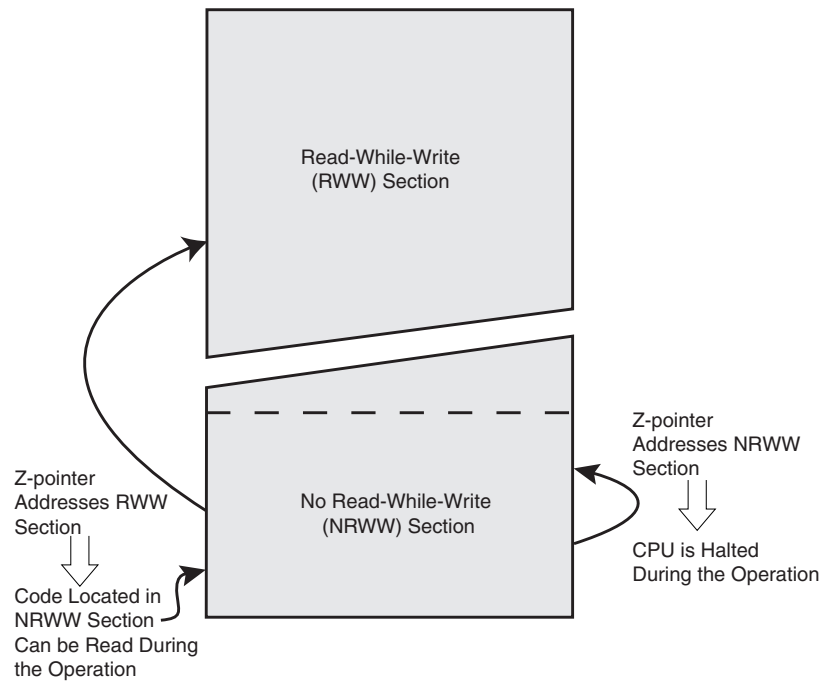 Read-While-Write
(RWW) Section
Z-pointer
Addresses NRWW
Section
Z-pointer
Addresses RWW
Section
No Read-While-Write
(NRWW) Section
CPU is Halted
During the Operation
Code Located in
NRWW Section
Can be Read During
the Operation